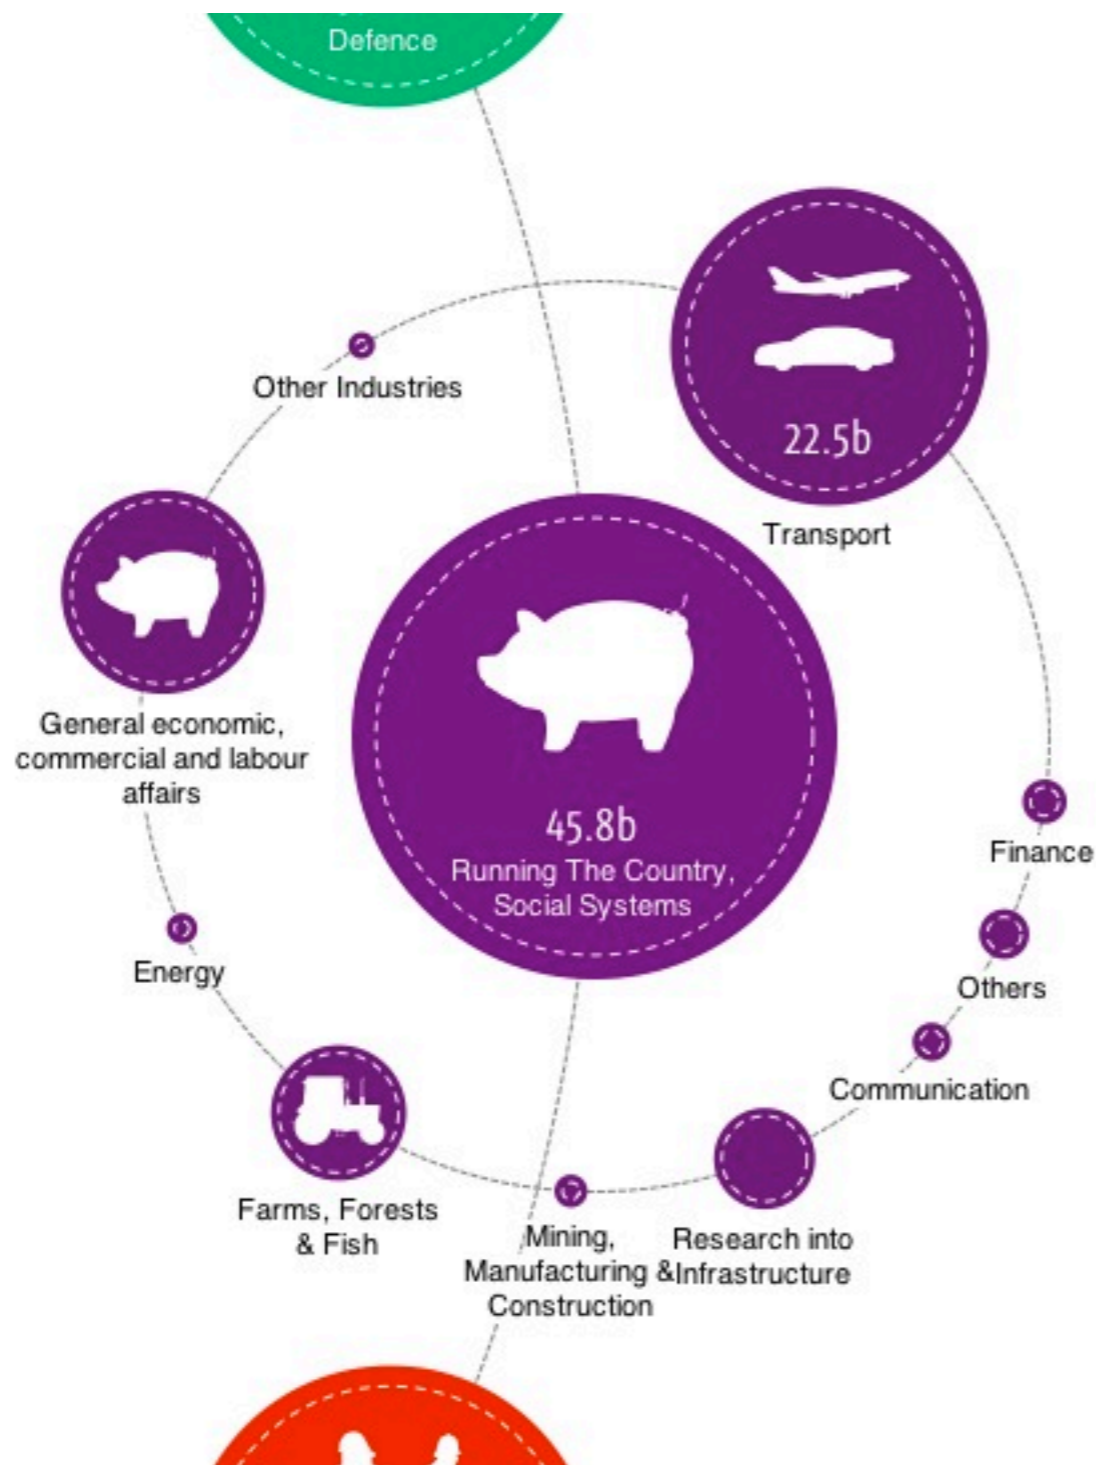 Defence
22.5b
Transport
Other Industries
General economic,
commercial and labour
affairs
45.8b
Running The Country,
Social Systems
Finance
Others
Energy
Communication
Farms, Forests
& Fish
Mining,
Manufacturing &
Construction
Research into
Infrastructure